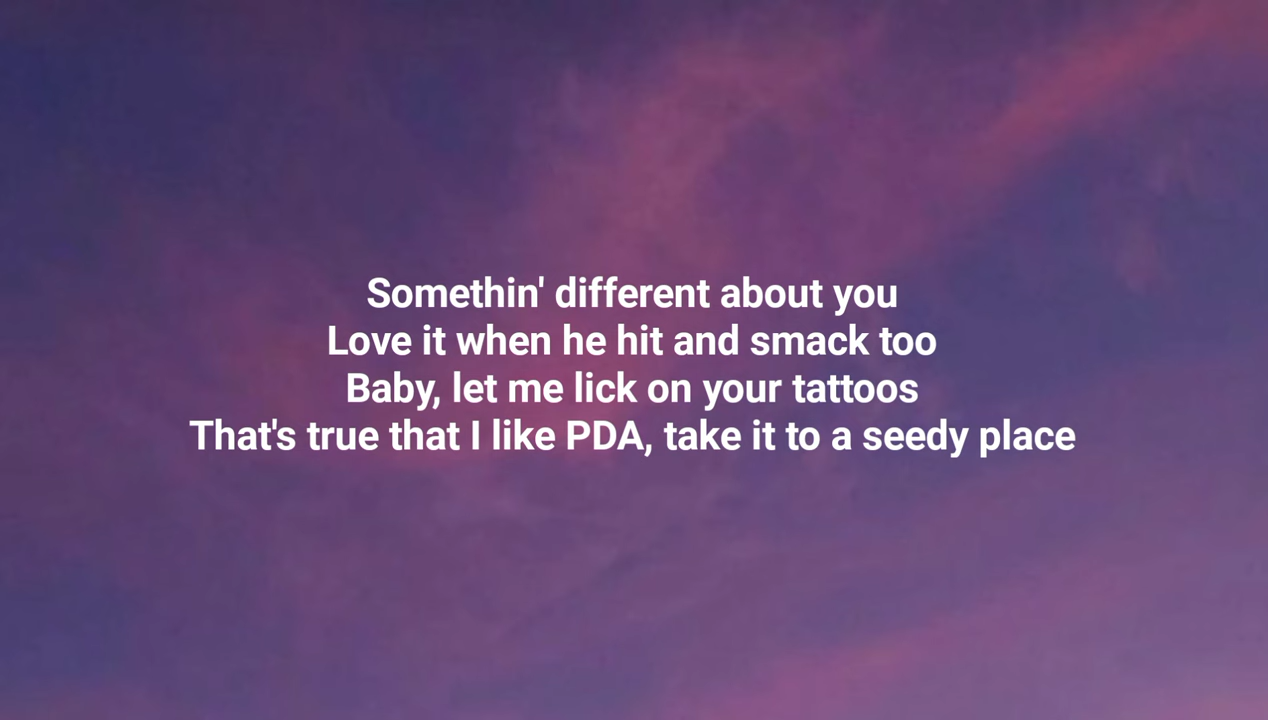 Somethin' different about you
Love it when he hit and smack too
Baby, let me lick on your tattoos
That's true that I like PDA, take it to a seedy place